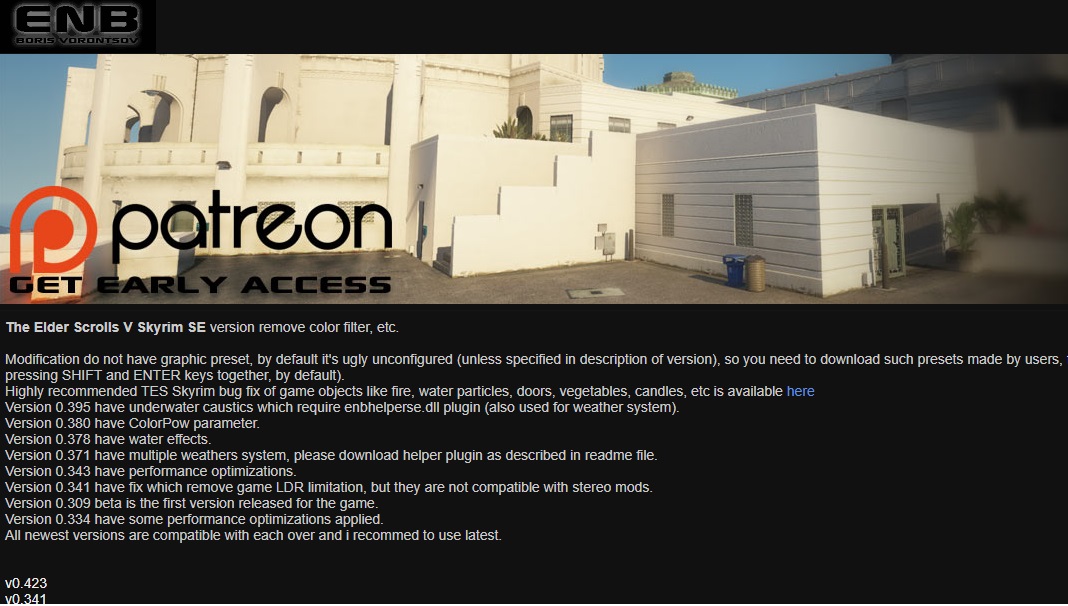 ENB
BORIS VORONTSOV
patreon
GET EARLY ACCESS
The Elder Scrolls V Skyrim SE version remove color filter, etc.
Modification do not have graphic preset, by default it's ugly unconfigured (unless specified in description of version), so you need to download such presets made by users,
pressing SHIFT and ENTER keys together, by default).
Highly recommended TES Skyrim bug fix of game objects like fire, water particles, doors, vegetables, candles, etc is available here
Version 0.395 have underwater caustics which require enbhelperse.dll plugin (also used for weather system).
Version 0.380 have ColorPow parameter.
Version 0.378 have water effects.
Version 0.371 have multiple weathers system, please download helper plugin as described in readme file.
Version 0.343 have performance optimizations.
Version 0.341 have fix which remove game LDR limitation, but they are not compatible with stereo mods.
Version 0.309 beta is the first version released for the game.
Version 0.334 have some performance optimizations applied.
All newest versions are compatible with each over and i recommed to use latest.
v0.423
v0.341